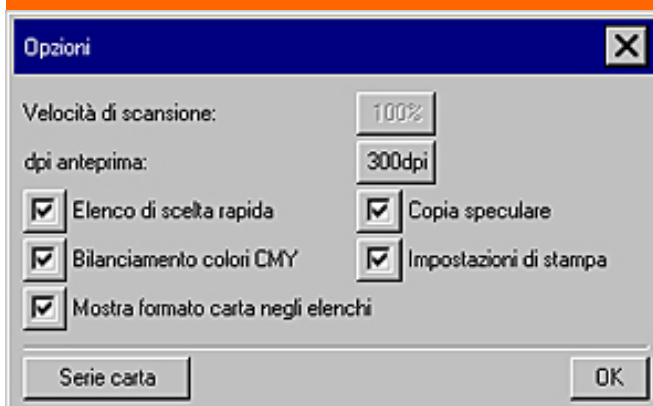 Opzioni
Velocità di scansione: 100%
dpi anteprima: 300dpi
Elenco di scelta rapida Copia speculare
Bilanciamento colori CMY Impostazioni di stampa
Mostra formato carta negli elenchi
Serie carta OK